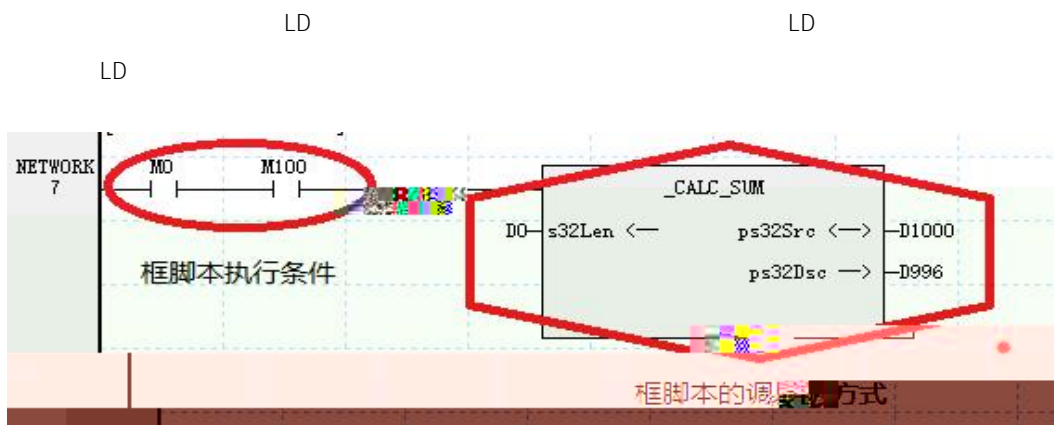 LD LD
LD
NETWORK 7
M0 M100
_CALC_SUM
D0 s32Len <— ps32Src <—> D1000
ps32Dsc —> D996
框脚本执行条件
框脚本的调 方式